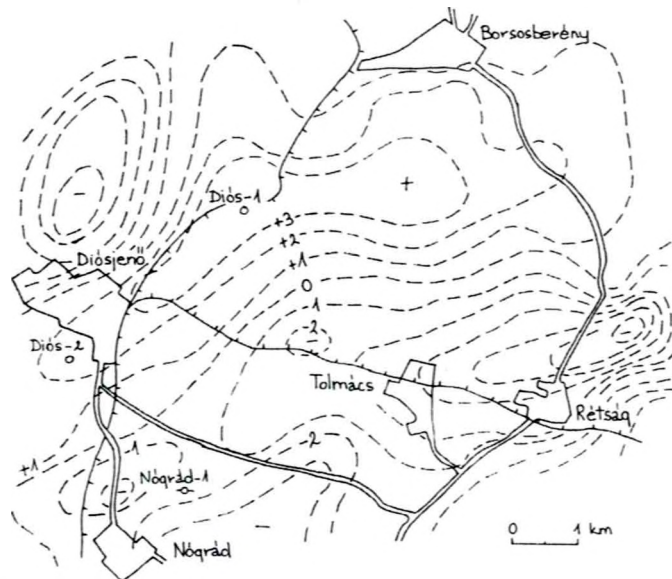 Borsosberény
+
Diós-1
+3
+2
Diósjenő
+1
0
1
-2
Diós-2
Tolmács
Rétság
+1
1
2
Nógrád-1
-
-
Nógrád
0 1 km